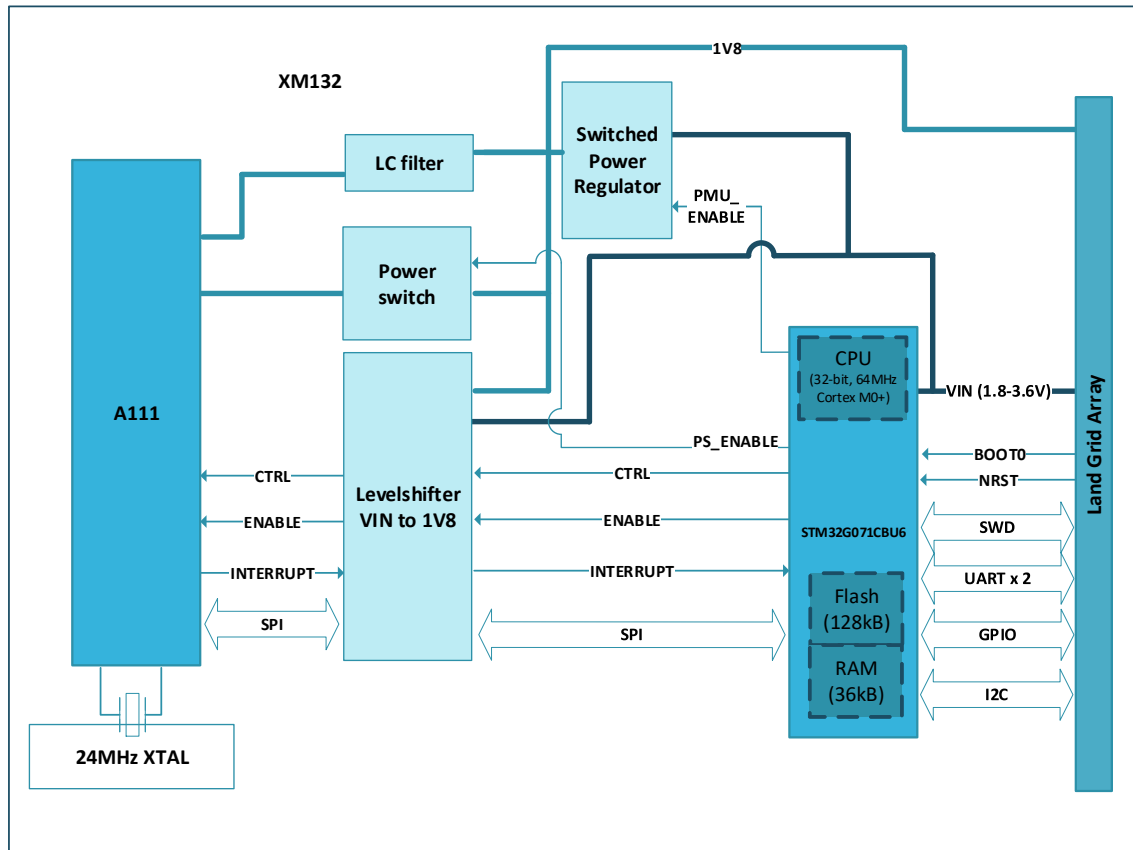 1V8
XM132
Switched
Power
Regulator
LC filter
PMU_
ENABLE
Power
switch
CPU
(32-bit, 64MHz
Cortex M0+)
VIN (1.8-3.6V)
A111
Land Grid Array
PS_ENABLE
BOOT0
CTRL
CTRL
NRST
Levelshifter
VIN to 1V8
ENABLE
ENABLE
STM32G071CBU6
SWD
INTERRUPT
INTERRUPT
UART x 2
Flash
(128kB)
SPI
SPI
GPIO
RAM
(36kB)
I2C
24MHz XTAL